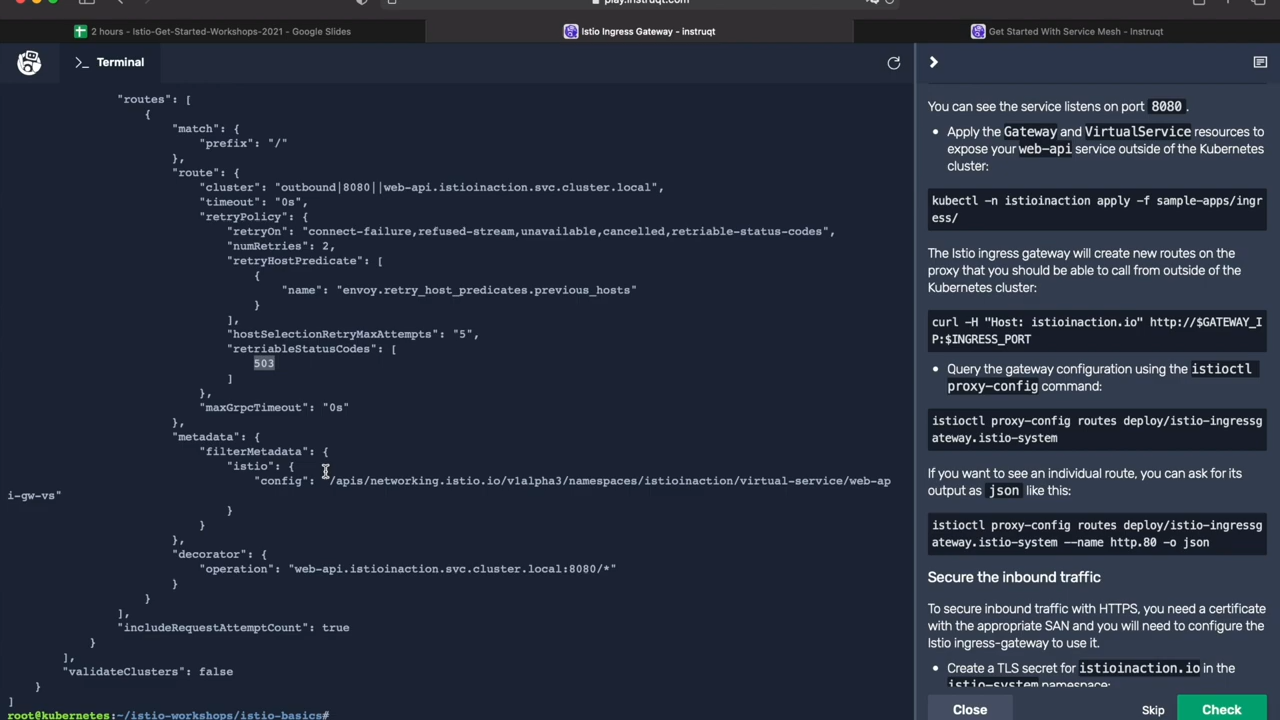 play.instruqt.com
2 hours - Istio-Get-Started-Workshops-2021 - Google Slides
Istio Ingress Gateway - instruqt
Get Started With Service Mesh - Instruqt
>_ Terminal
"routes": [
{
"match": {
"prefix": "/"
},
"route": {
"cluster": "outbound|8080||web-api.istioinaction.svc.cluster.local",
"timeout": "0s",
"retryPolicy": {
"retryOn": "connect-failure,refused-stream,unavailable,cancelled,retriable-status-codes",
"numRetries": 2,
"retryHostPredicate": [
{
"name": "envoy.retry_host_predicates.previous_hosts"
}
],
"hostSelectionRetryMaxAttempts": "5",
"retriableStatusCodes": [
503
]
},
"maxGrpcTimeout": "0s"
},
"metadata": {
"filterMetadata": {
"istio": {
"config": "/apis/networking.istio.io/v1alpha3/namespaces/istioinaction/virtual-service/web-ap
i-gw-vs"
}
}
},
"decorator": {
"operation": "web-api.istioinaction.svc.cluster.local:8080/*"
}
}
],
"includeRequestAttemptCount": true
}
],
"validateClusters": false
}
]
root@kubernetes:~/istio-workshops/istio-basics#
You can see the service listens on port 8080 .
• Apply the Gateway and VirtualService resources to
expose your web-api service outside of the Kubernetes
cluster:
kubectl -n istioinaction apply -f sample-apps/ingr
ess/
The Istio ingress gateway will create new routes on the
proxy that you should be able to call from outside of the
Kubernetes cluster:
curl -H "Host: istioinaction.io" http://$GATEWAY_I
P:$INGRESS_PORT
• Query the gateway configuration using the istioctl
proxy-config command:
istioctl proxy-config routes deploy/istio-ingressg
ateway.istio-system
If you want to see an individual route, you can ask for its
output as json like this:
istioctl proxy-config routes deploy/istio-ingressg
ateway.istio-system --name http.80 -o json
Secure the inbound traffic
To secure inbound traffic with HTTPS, you need a certificate
with the appropriate SAN and you will need to configure the
Istio ingress-gateway to use it.
• Create a TLS secret for istioinaction.io in the
istio-system namespace:
Close
Skip
Check